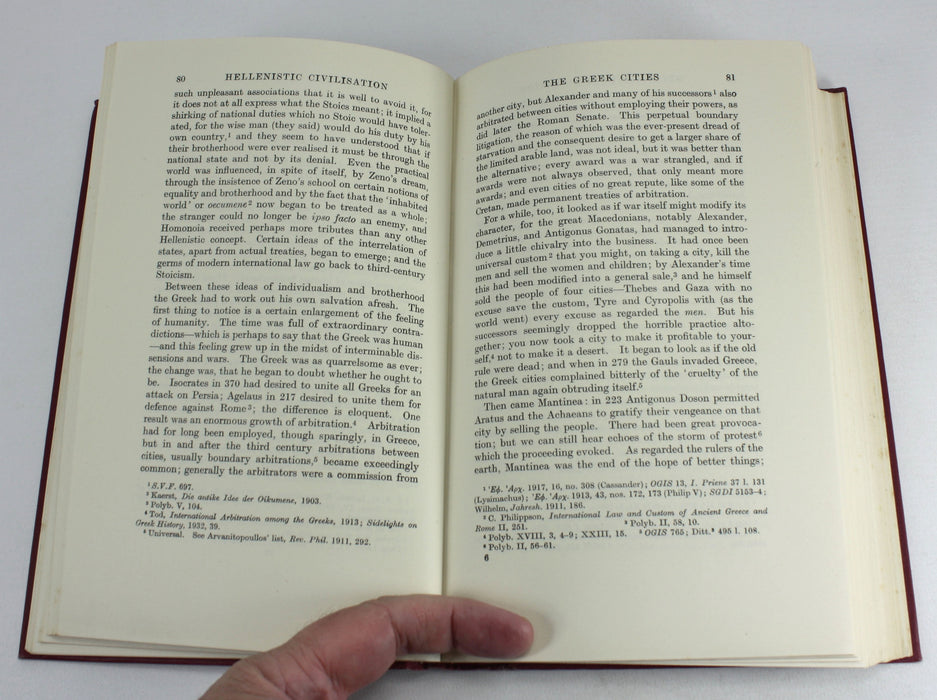 80 HELLENISTIC CIVILISATION
such unpleasant associations that it is well to avoid it, for
it does not at all express what the Stoics meant; it implied a
shirking of national duties which no Stoic would have toler-
ated, for the wise man (they said) would do his duty by his
own country,¹ and they seem to have understood that if
their brotherhood were ever realised it must be through the
national state and not by its denial. Even the practical
world was influenced, in spite of itself, by Zeno's dream,
through the insistence of Zeno's school on certain notions of
equality and brotherhood and by the fact that the 'inhabited
world' or oecumene² now began to be treated as a whole;
the stranger could no longer be ipso facto an enemy, and
Homonoia received perhaps more tributes than any other
Hellenistic concept. Certain ideas of the interrelation of
states, apart from actual treaties, began to emerge; and the
germs of modern international law go back to third-century
Stoicism.
Between these ideas of individualism and brotherhood
the Greek had to work out his own salvation afresh. The
first thing to notice is a certain enlargement of the feeling
of humanity. The time was full of extraordinary contra-
dictions—which is perhaps to say that the Greek was human
—and this feeling grew up in the midst of interminable dis-
sensions and wars. The Greek was as quarrelsome as ever;
the change was, that he began to doubt whether he ought to
be. Isocrates in 370 had desired to unite all Greeks for an
attack on Persia; Agelaus in 217 desired to unite them for
defence against Rome³; the difference is eloquent. One
result was an enormous growth of arbitration.⁴ Arbitration
had for long been employed, though sparingly, in Greece,
but in and after the third century arbitrations between
cities, usually boundary arbitrations,⁵ became exceedingly
common; generally the arbitrators were a commission from
¹ S.V.F. 697.
² Kaerst, Die antike Idee der Oikumene, 1903.
³ Polyb. V, 104.
⁴ Tod, International Arbitration among the Greeks, 1913; Sidelights on
Greek History, 1932, 39.
⁵ Universal. See Arvanitopoullos' list, Rev. Phil. 1911, 292.
THE GREEK CITIES 81
another city, but Alexander and many of his successors¹ also
arbitrated between cities without employing their powers, as
did later the Roman Senate. This perpetual boundary
litigation, the reason of which was the ever-present dread of
starvation and the consequent desire to get a larger share of
the limited arable land, was not ideal, but it was better than
the alternative; every award was a war strangled, and if
awards were not always observed, that only meant more
awards; and even cities of no great repute, like some of the
Cretan, made permanent treaties of arbitration.
For a while, too, it looked as if war itself might modify its
character, for the great Macedonians, notably Alexander,
Demetrius, and Antigonus Gonatas, had managed to intro-
duce a little chivalry into the business. It had once been
universal custom² that you might, on taking a city, kill the
men and sell the women and children; by Alexander's time
this had been modified into a general sale,³ and he himself
sold the people of four cities—Thebes and Gaza with no
excuse save the custom, Tyre and Cyropolis with (as the
world went) every excuse as regarded the men. But his
successors seemingly dropped the horrible practice alto-
gether; you now took a city to make it profitable to your-
self,⁴ not to make it a desert. It began to look as if the old
rule were dead; and when in 279 the Gauls invaded Greece,
the Greek cities complained bitterly of the 'cruelty' of the
natural man again obtruding itself.⁵
Then came Mantinea: in 223 Antigonus Doson permitted
Aratus and the Achaeans to gratify their vengeance on that
city by selling the people. There had been great provoca-
tion; but we can still hear echoes of the storm of protest⁶
which the proceeding evoked. As regarded the rulers of the
earth, Mantinea was the end of the hope of better things;
¹ 'Εφ. 'Αρχ. 1917, 16, no. 308 (Cassander); OGIS 13, I. Priene 37 l. 131
(Lysimachus); 'Εφ. 'Αρχ. 1913, 43, nos. 172, 173 (Philip V); SGDI 5153-4;
Wilhelm, Jahresh. 1911, 186.
² C. Philippson, International Law and Custom of Ancient Greece and
Rome II, 251. ³ Polyb. II, 58, 10.
⁴ Polyb. XVIII, 3, 4-9; XXIII, 15. ⁵ OGIS 765; Ditt.³ 495 l. 108.
⁶ Polyb. II, 56-61.
6